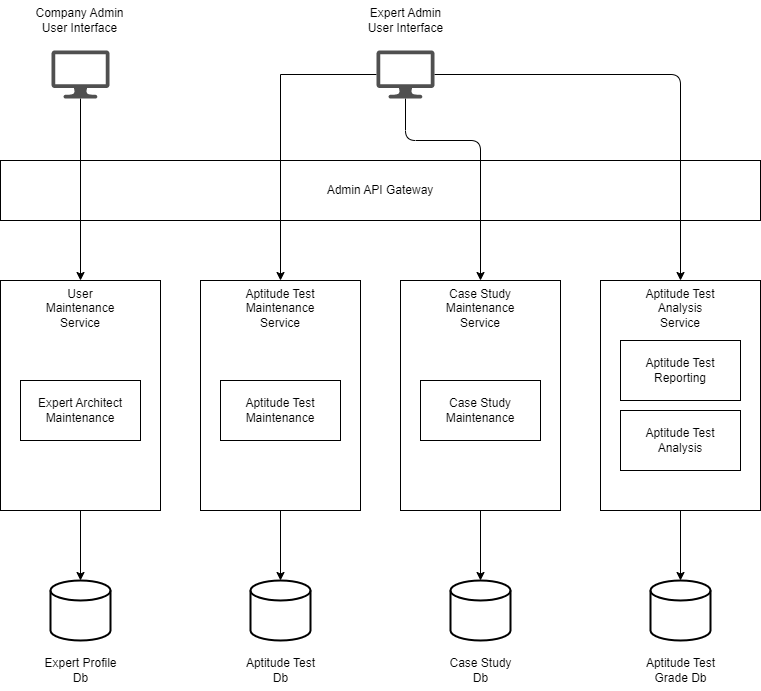 Company Admin
User Interface
Expert Admin
User Interface
Admin API Gateway
User
Maintenance
Service
Expert Architect
Maintenance
Aptitude Test
Maintenance
Service
Aptitude Test
Maintenance
Case Study
Maintenance
Service
Case Study
Maintenance
Aptitude Test
Analysis
Service
Aptitude Test
Reporting
Aptitude Test
Analysis
Expert Profile
Db
Aptitude Test
Db
Case Study
Db
Aptitude Test
Grade Db